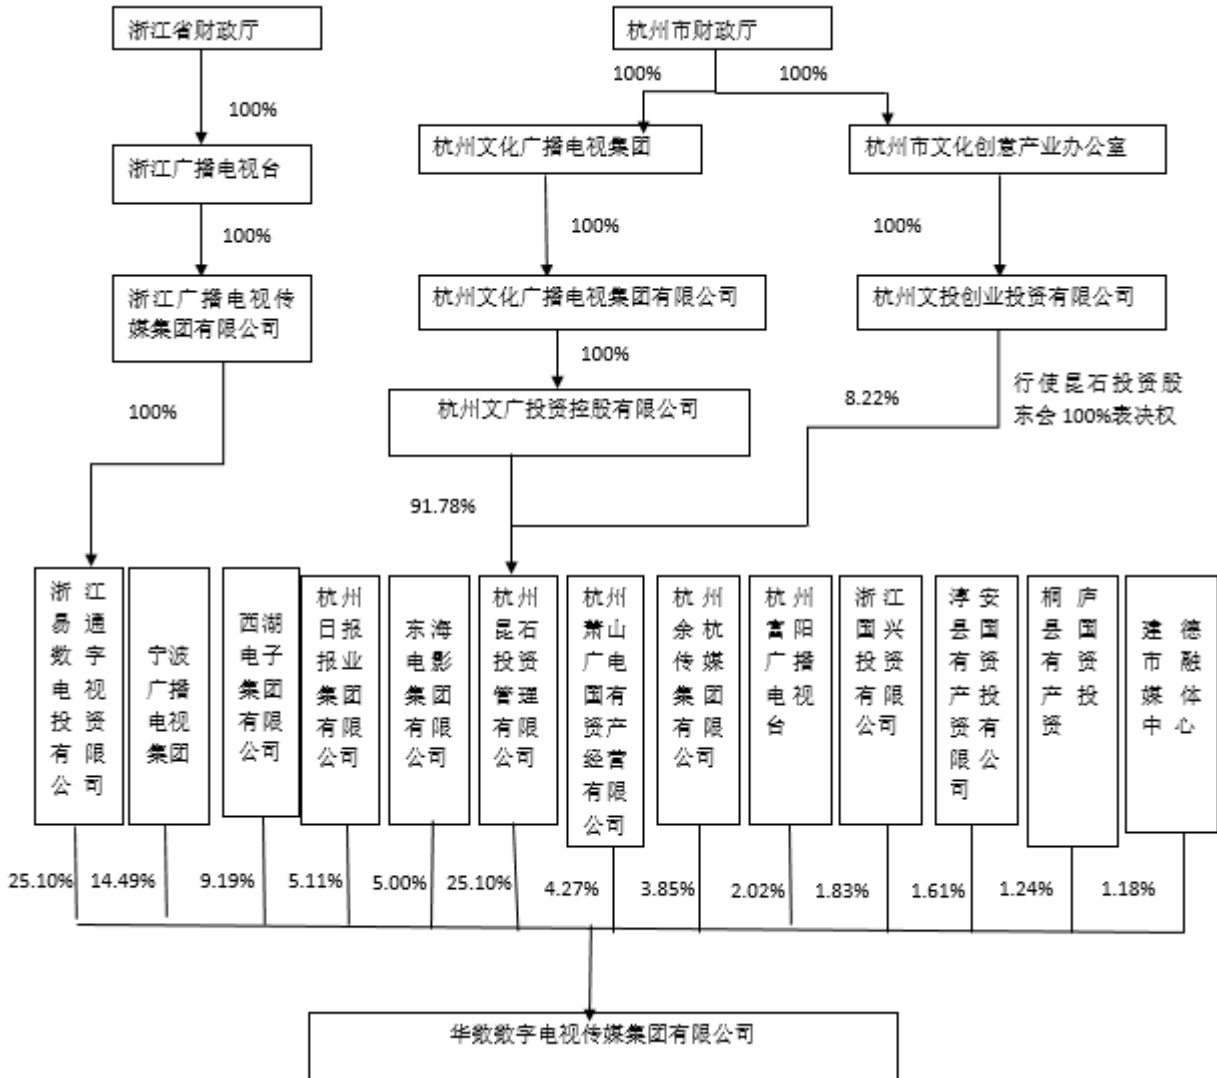 浙江省财政厅
杭州市财政厅
100%
100%
100%
杭州文化广播电视集团
杭州市文化创意产业办公室
浙江广播电视台
100%
100%
100%
浙江广播电视传
媒集团有限公司
杭州文化广播电视集团有限公司
杭州文投创业投资有限公司
100%
100%
杭州文广投资控股有限公司
8.22%
行使昆石投资股
东会 100%表决权
91.78%
浙江
易通
数字
电视
投资
有限
公司
宁波
广播
电视
集团
西湖
电子
集团
有限
公司
杭州
日报
报业
集团
有限
公司
东海
电影
集团
有限
公司
杭州
昆石
投资
管理
有限
公司
杭州
萧山
广电
国有
资产
经营
有限
公司
杭州
余杭
传媒
集团
有限
公司
杭州
富阳
广播
电视
台
浙江
国兴
投资
有限
公司
淳安
县国
有资
产投
资有
限公
司
桐庐
县国
有资
产投
资
建德
市融
媒体
中心
25.10%
14.49%
9.19%
5.11%
5.00%
25.10%
4.27%
3.85%
2.02%
1.83%
1.61%
1.24%
1.18%
华数数字电视传媒集团有限公司